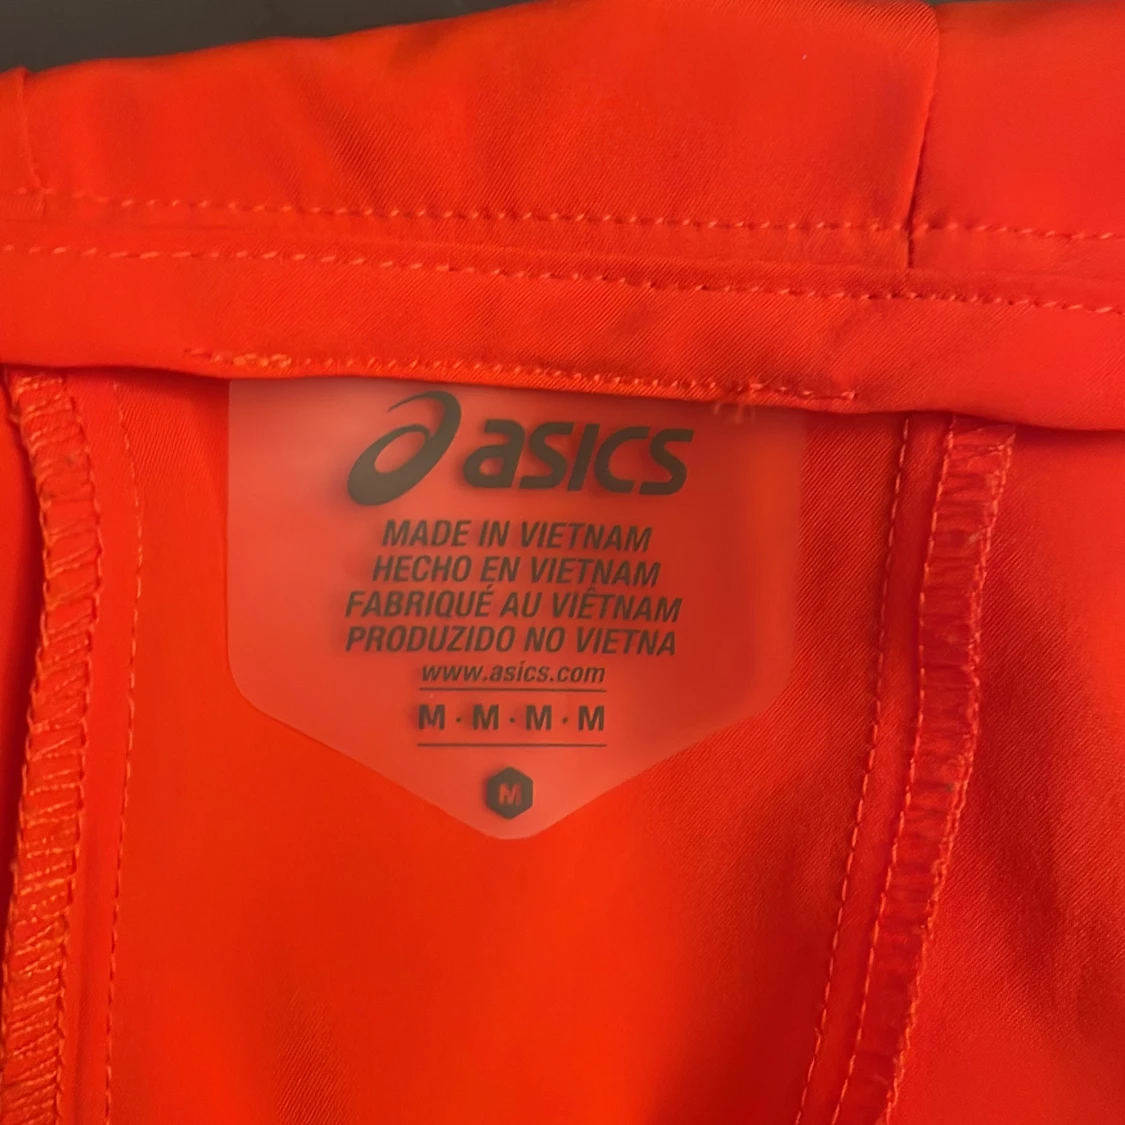 asics
MADE IN VIETNAM
HECHO EN VIETNAM
FABRIQUÉ AU VIÊTNAM
PRODUZIDO NO VIETNA
www.asics.com
M · M · M · M
M